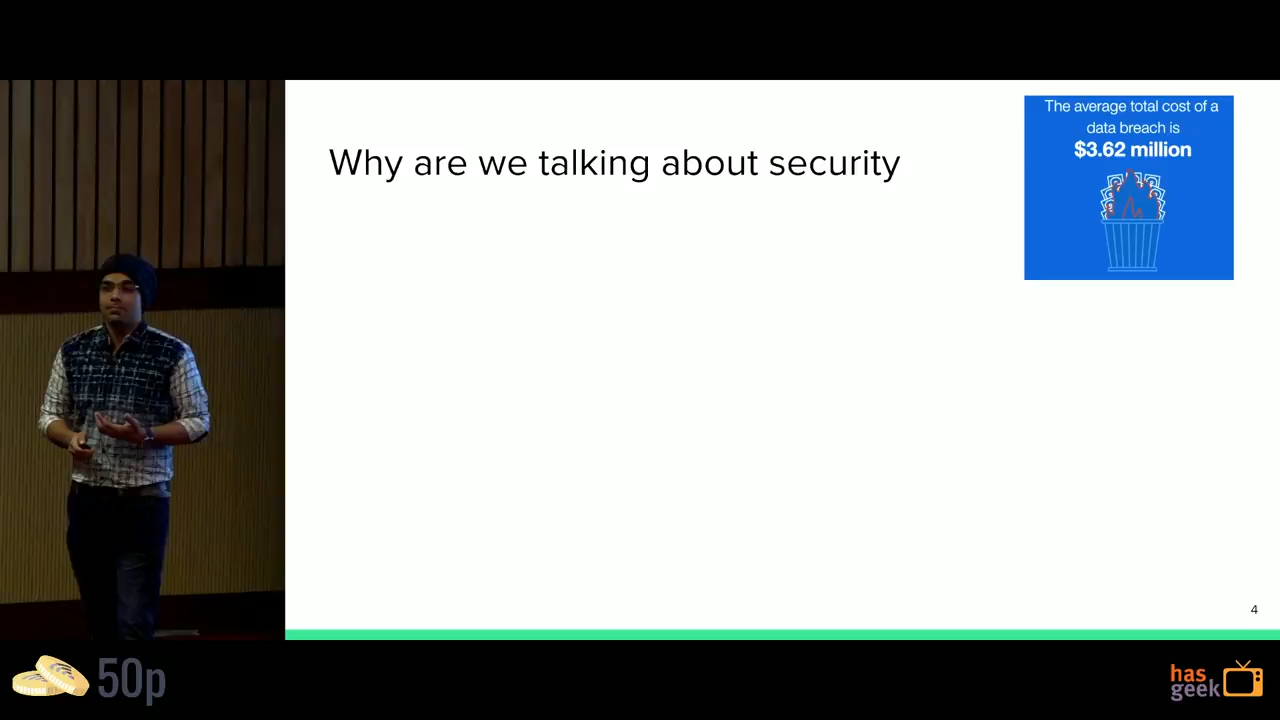 Why are we talking about security
The average total cost of a
data breach is
$3.62 million
4
50p
has
geek